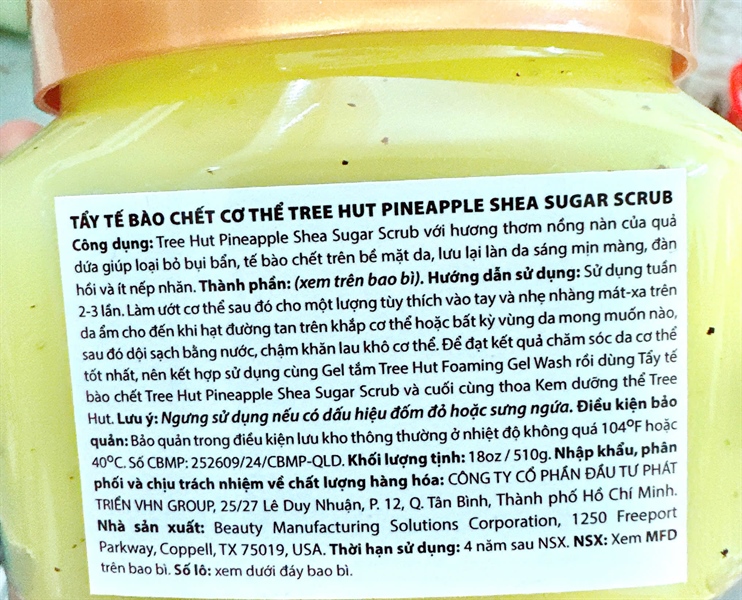 TẨY TẾ BÀO CHẾT CƠ THỂ TREE HUT PINEAPPLE SHEA SUGAR SCRUB
Công dụng: Tree Hut Pineapple Shea Sugar Scrub với hương thơm nồng nàn của quả
dứa giúp loại bỏ bụi bẩn, tế bào chết trên bề mặt da, lưu lại làn da sáng mịn màng, đàn
hồi và ít nếp nhăn. Thành phần: (xem trên bao bì). Hướng dẫn sử dụng: Sử dụng tuần
2-3 lần. Làm ướt cơ thể sau đó cho một lượng tùy thích vào tay và nhẹ nhàng mát-xa trên
da ẩm cho đến khi hạt đường tan trên khắp cơ thể hoặc bất kỳ vùng da mong muốn nào,
sau đó dội sạch bằng nước, chậm khăn lau khô cơ thể. Để đạt kết quả chăm sóc da cơ thể
tốt nhất, nên kết hợp sử dụng cùng Gel tắm Tree Hut Foaming Gel Wash rồi dùng Tẩy tế
bào chết Tree Hut Pineapple Shea Sugar Scrub và cuối cùng thoa Kem dưỡng thể Tree
Hut. Lưu ý: Ngưng sử dụng nếu có dấu hiệu đốm đỏ hoặc sưng ngứa. Điều kiện bảo
quản: Bảo quản trong điều kiện lưu kho thông thường ở nhiệt độ không quá 104ºF hoặc
40ºC. Số CBMP: 252609/24/CBMP-QLD. Khối lượng tịnh: 18oz / 510g. Nhập khẩu, phân
phối và chịu trách nhiệm về chất lượng hàng hóa: CÔNG TY CỔ PHẦN ĐẦU TƯ PHÁT
TRIỂN VHN GROUP, 25/27 Lê Duy Nhuận, P. 12, Q. Tân Bình, Thành phố Hồ Chí Minh.
Nhà sản xuất: Beauty Manufacturing Solutions Corporation, 1250 Freeport
Parkway, Coppell, TX 75019, USA. Thời hạn sử dụng: 4 năm sau NSX. NSX: Xem MFD
trên bao bì. Số lô: xem dưới đáy bao bì.